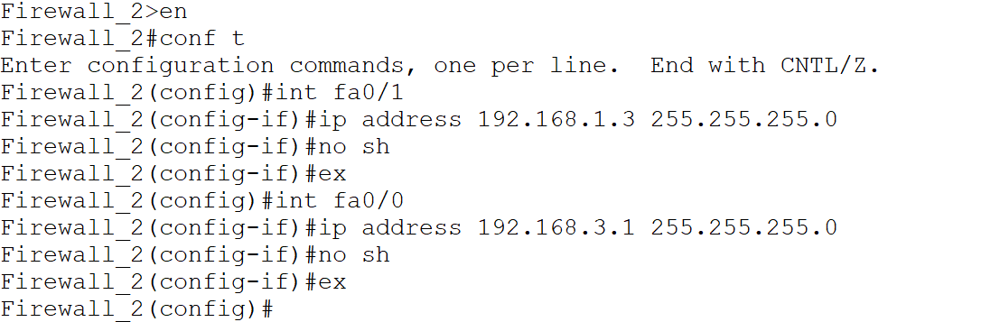 Firewall_2>en
Firewall_2#conf t
Enter configuration commands, one per line.  End with CNTL/Z.
Firewall_2(config)#int fa0/1
Firewall_2(config-if)#ip address 192.168.1.3 255.255.255.0
Firewall_2(config-if)#no sh
Firewall_2(config-if)#ex
Firewall_2(config)#int fa0/0
Firewall_2(config-if)#ip address 192.168.3.1 255.255.255.0
Firewall_2(config-if)#no sh
Firewall_2(config-if)#ex
Firewall_2(config)#